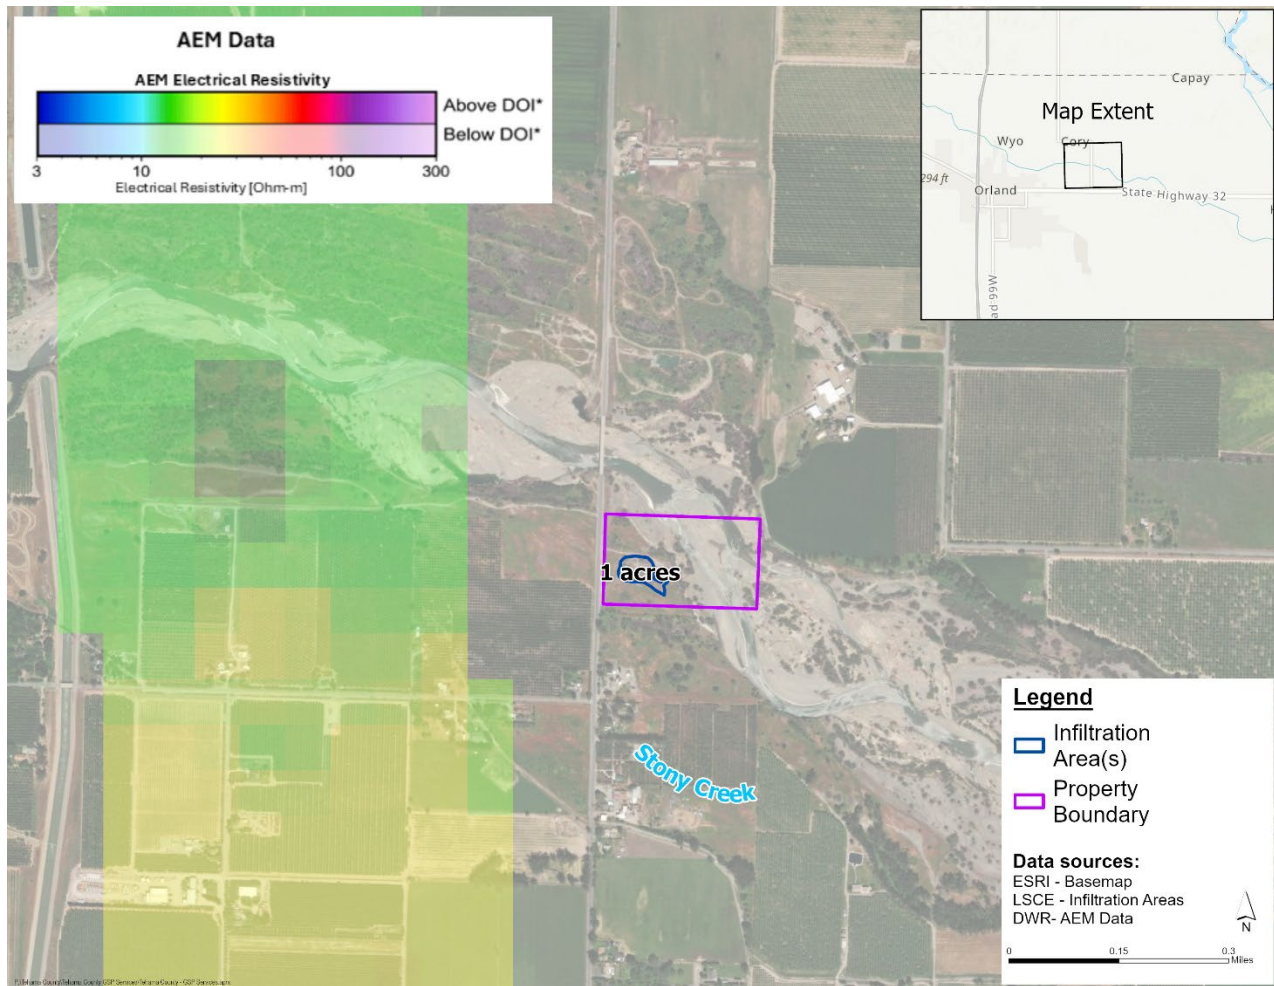 AEM Data
AEM Electrical Resistivity
Above DOI*
Below DOI*
3 10 100 300
Electrical Resistivity [Ohm-m]
Capay
Map Extent
Wyo Cory
294 ft
Orland
State Highway 32
1 acres
Stony Creek
Legend
Infiltration
Area(s)
Property
Boundary
Data sources:
ESRI - Basemap
LSCE - Infiltration Areas
DWR- AEM Data
N
0 0.15 0.3
Miles